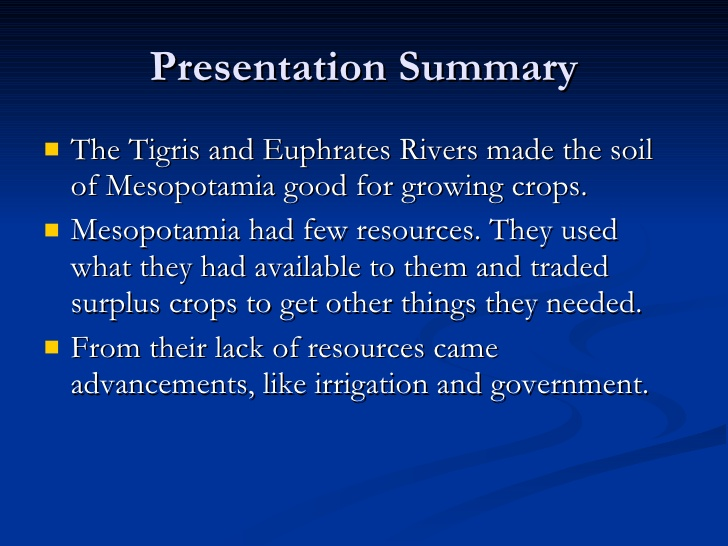 Presentation Summary
The Tigris and Euphrates Rivers made the soil
of Mesopotamia good for growing crops.
Mesopotamia had few resources. They used
what they had available to them and traded
surplus crops to get other things they needed.
From their lack of resources came
advancements, like irrigation and government.